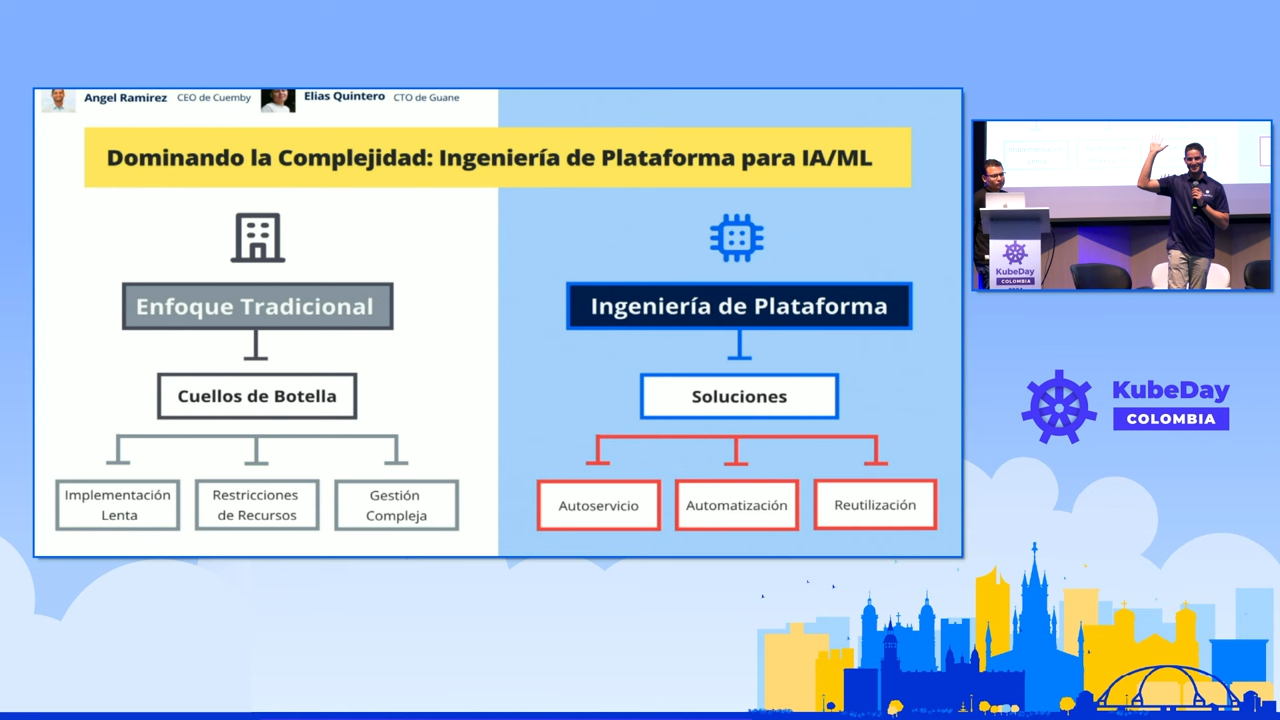 Angel Ramirez CEO de Cuemby Elias Quintero CTO de Guane
Dominando la Complejidad: Ingeniería de Plataforma para IA/ML
Enfoque Tradicional
Cuellos de Botella
Implementación
Lenta
Restricciones
de Recursos
Gestión
Compleja
Ingeniería de Plataforma
Soluciones
Autoservicio
Automatización
Reutilización
KubeDay
COLOMBIA
KubeDay
COLOMBIA